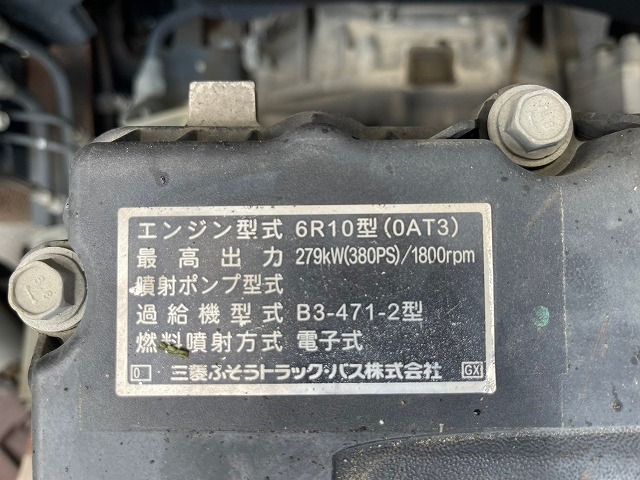 エンジン型式 6R10型(0AT3)
最高出力 279kW(380PS)/1800rpm
噴射ポンプ型式
過給機型式 B3-471-2型
燃料噴射方式 電子式
0 三菱ふそうトラック・バス株式会社 GX